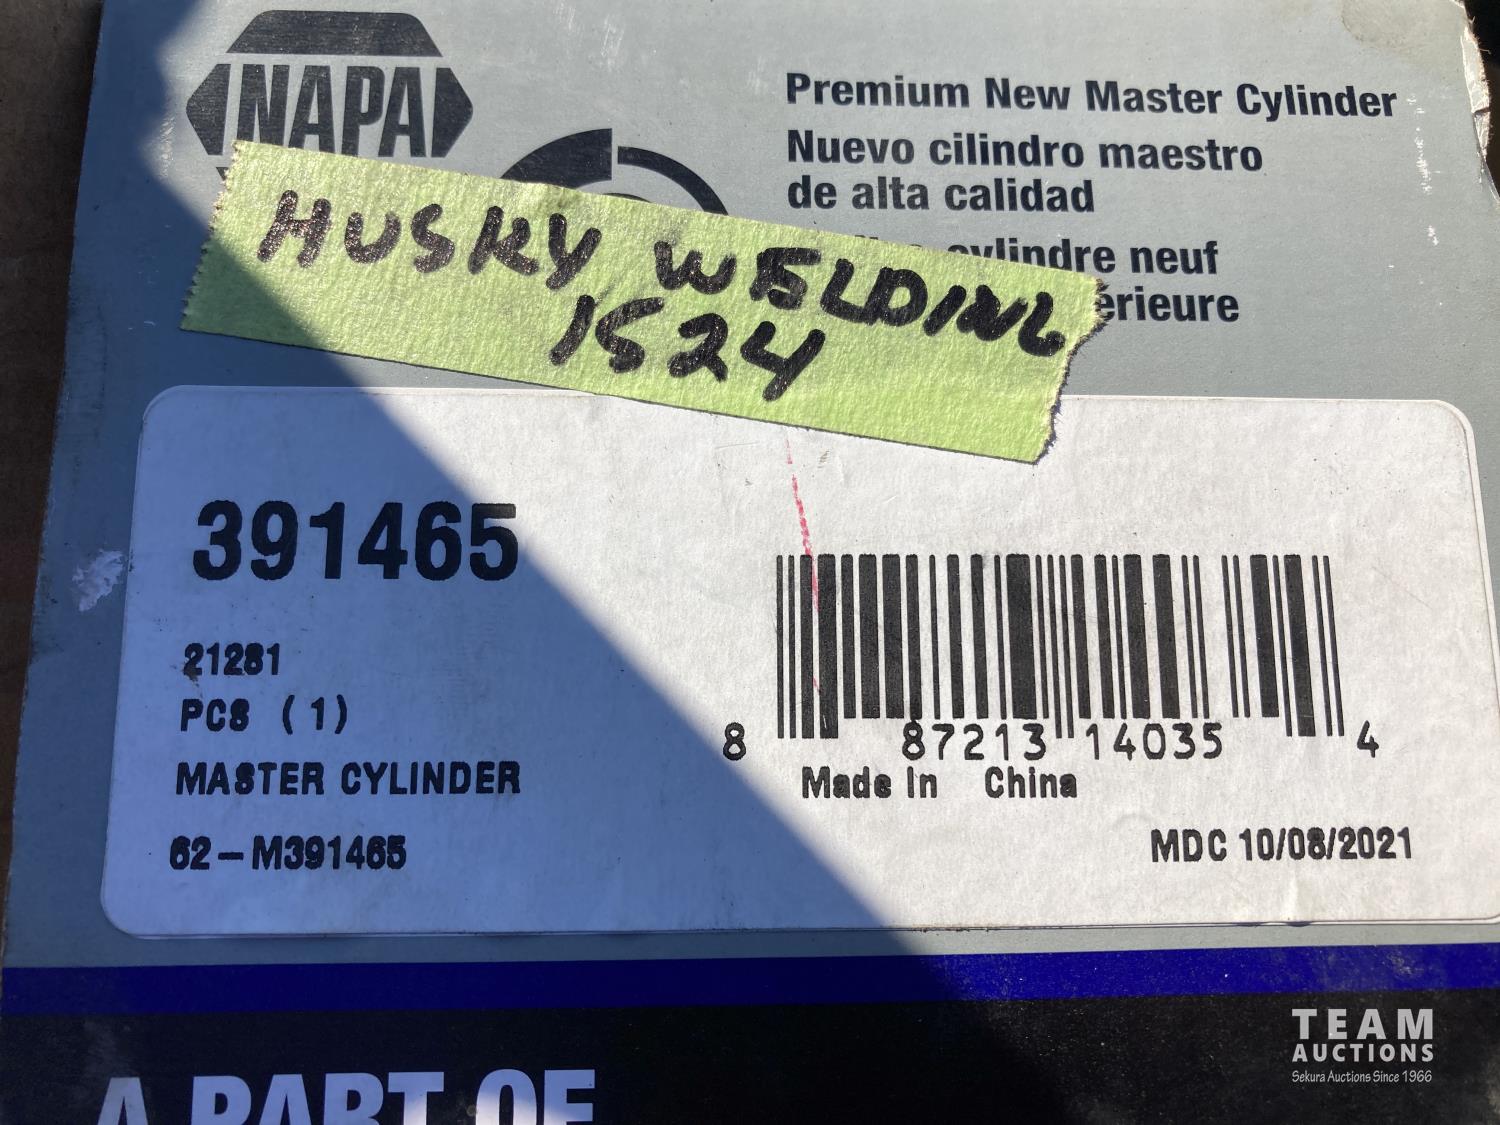 NAPA
Premium New Master Cylinder
Nuevo cilindro maestro
de alta calidad
cylindre neuf
érieure
HUSKY WELDING
1524
391465
21281
PCS (1)
MASTER CYLINDER
62-M391465
8 87213 14035 4
Made In China
MDC 10/08/2021
A PART OF
TEAM
AUCTIONS
Sekura Auctions Since 1966